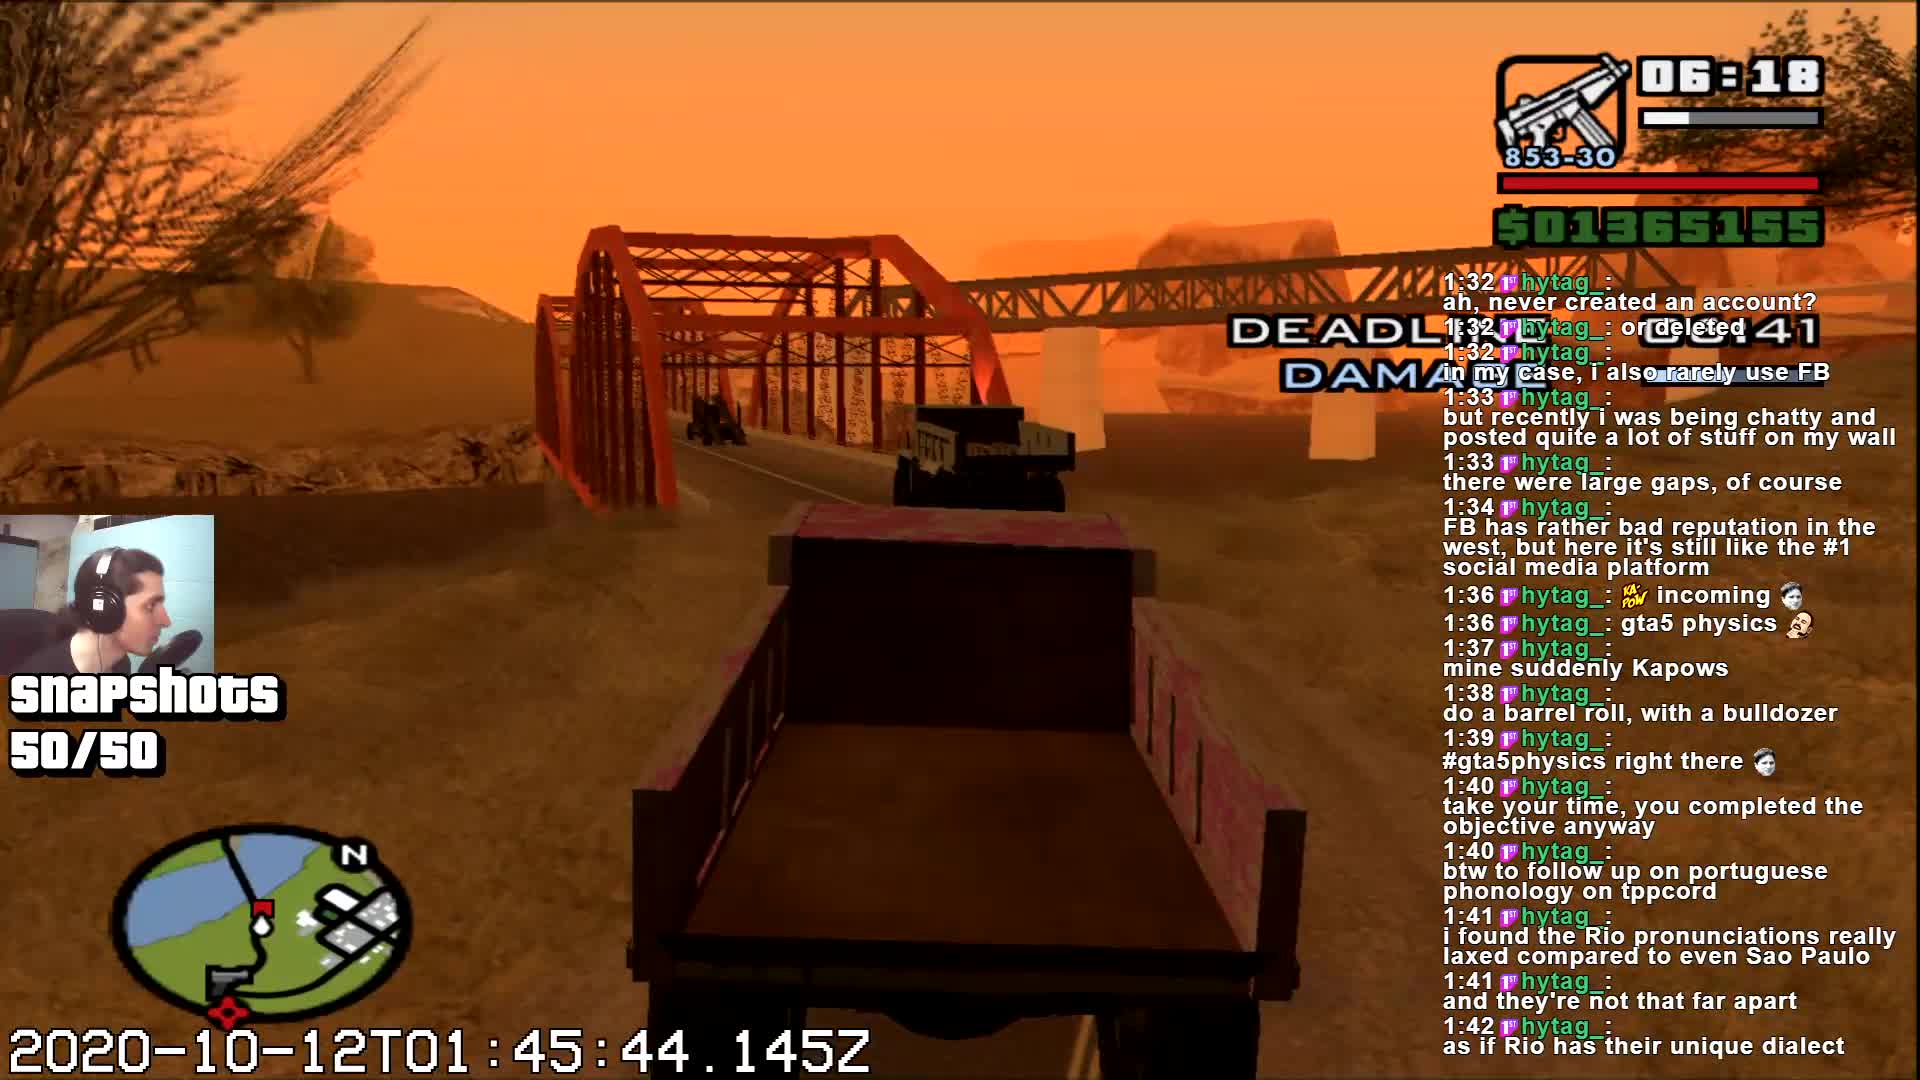 06:18
853-30
$01365155
1:32 hytag_:
ah, never created an account?
DEADLINE
1:32 hytag_: or deleted
1:32 hytag_:
DAMAGE
in my case, i also rarely use FB
1:33 hytag_:
but recently i was being chatty and
posted quite a lot of stuff on my wall
1:33 hytag_:
there were large gaps, of course
1:34 hytag_:
FB has rather bad reputation in the
west, but here it's still like the #1
social media platform
1:36 hytag_: KA-POW incoming
1:36 hytag_: gta5 physics
1:37 hytag_:
mine suddenly Kapows
1:38 hytag_:
do a barrel roll, with a bulldozer
1:39 hytag_:
#gta5physics right there
1:40 hytag_:
take your time, you completed the
objective anyway
1:40 hytag_:
btw to follow up on portuguese
phonology on tppcord
1:41 hytag_:
i found the Rio pronunciations really
laxed compared to even Sao Paulo
1:41 hytag_:
and they're not that far apart
1:42 hytag_:
as if Rio has their unique dialect
snapshots
50/50
N
2020-10-12T01:45:44.145Z